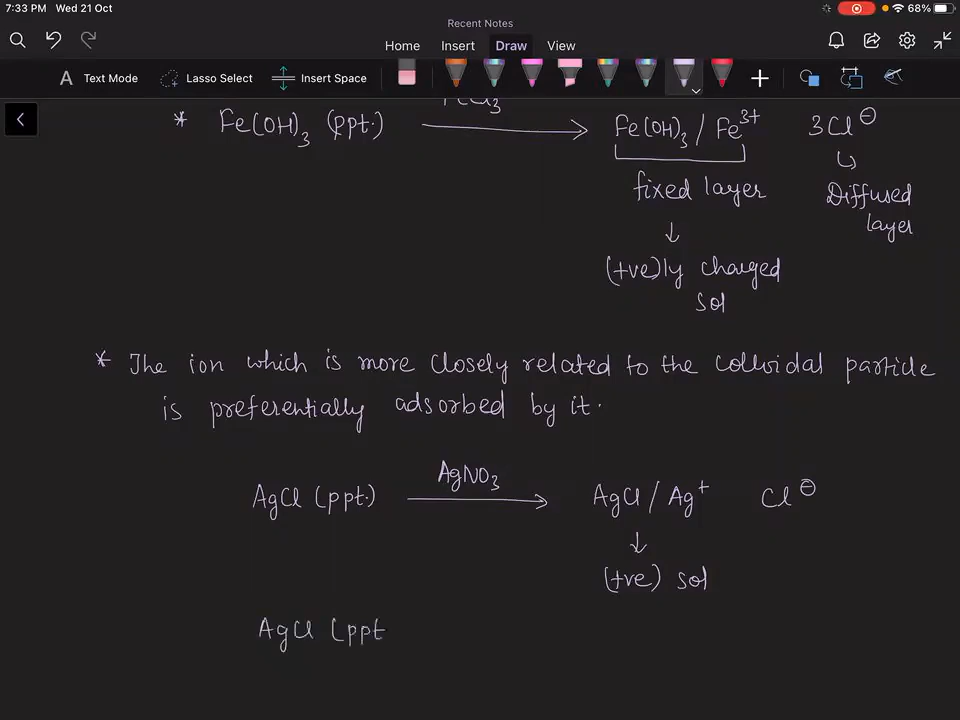 7:33 PM Wed 21 Oct
68%
Recent Notes
Home Insert Draw View
A Text Mode Lasso Select Insert Space
FeCl3
* Fe(OH)3 (ppt.) ⟶ Fe(OH)3 / Fe3+ 3Cl⊖
fixed layer
Diffused
layer
↓
(+ve)ly charged
sol
* The ion which is more closely related to the colloidal particle
is preferentially adsorbed by it.
AgNO3
AgCl (ppt.) ⟶ AgCl / Ag+ Cl⊖
↓
(+ve) sol
AgCl (ppt